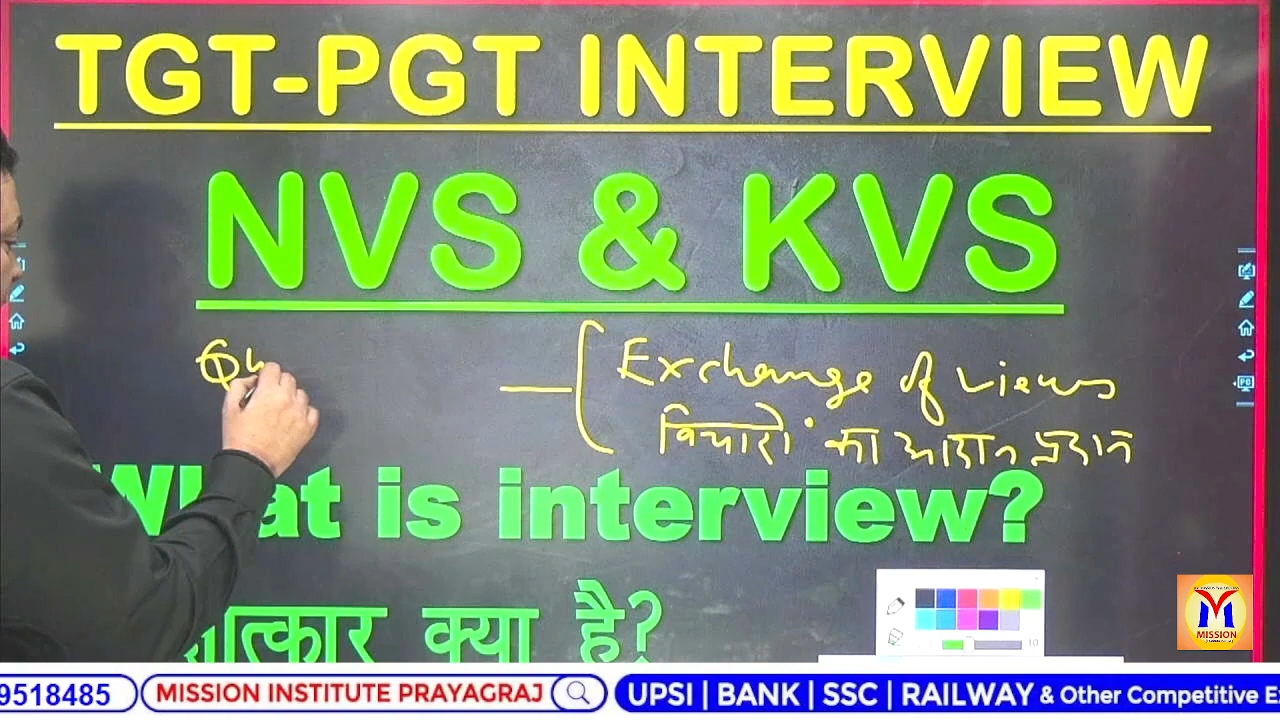 TGT-PGT INTERVIEW
NVS & KVS
Exchange of views
विचारों का आदान प्रदान
What is interview?
क्या है?
10
MISSION
9518485
MISSION INSTITUTE PRAYAGRAJ
UPSI | BANK | SSC | RAILWAY & Other Competitive E